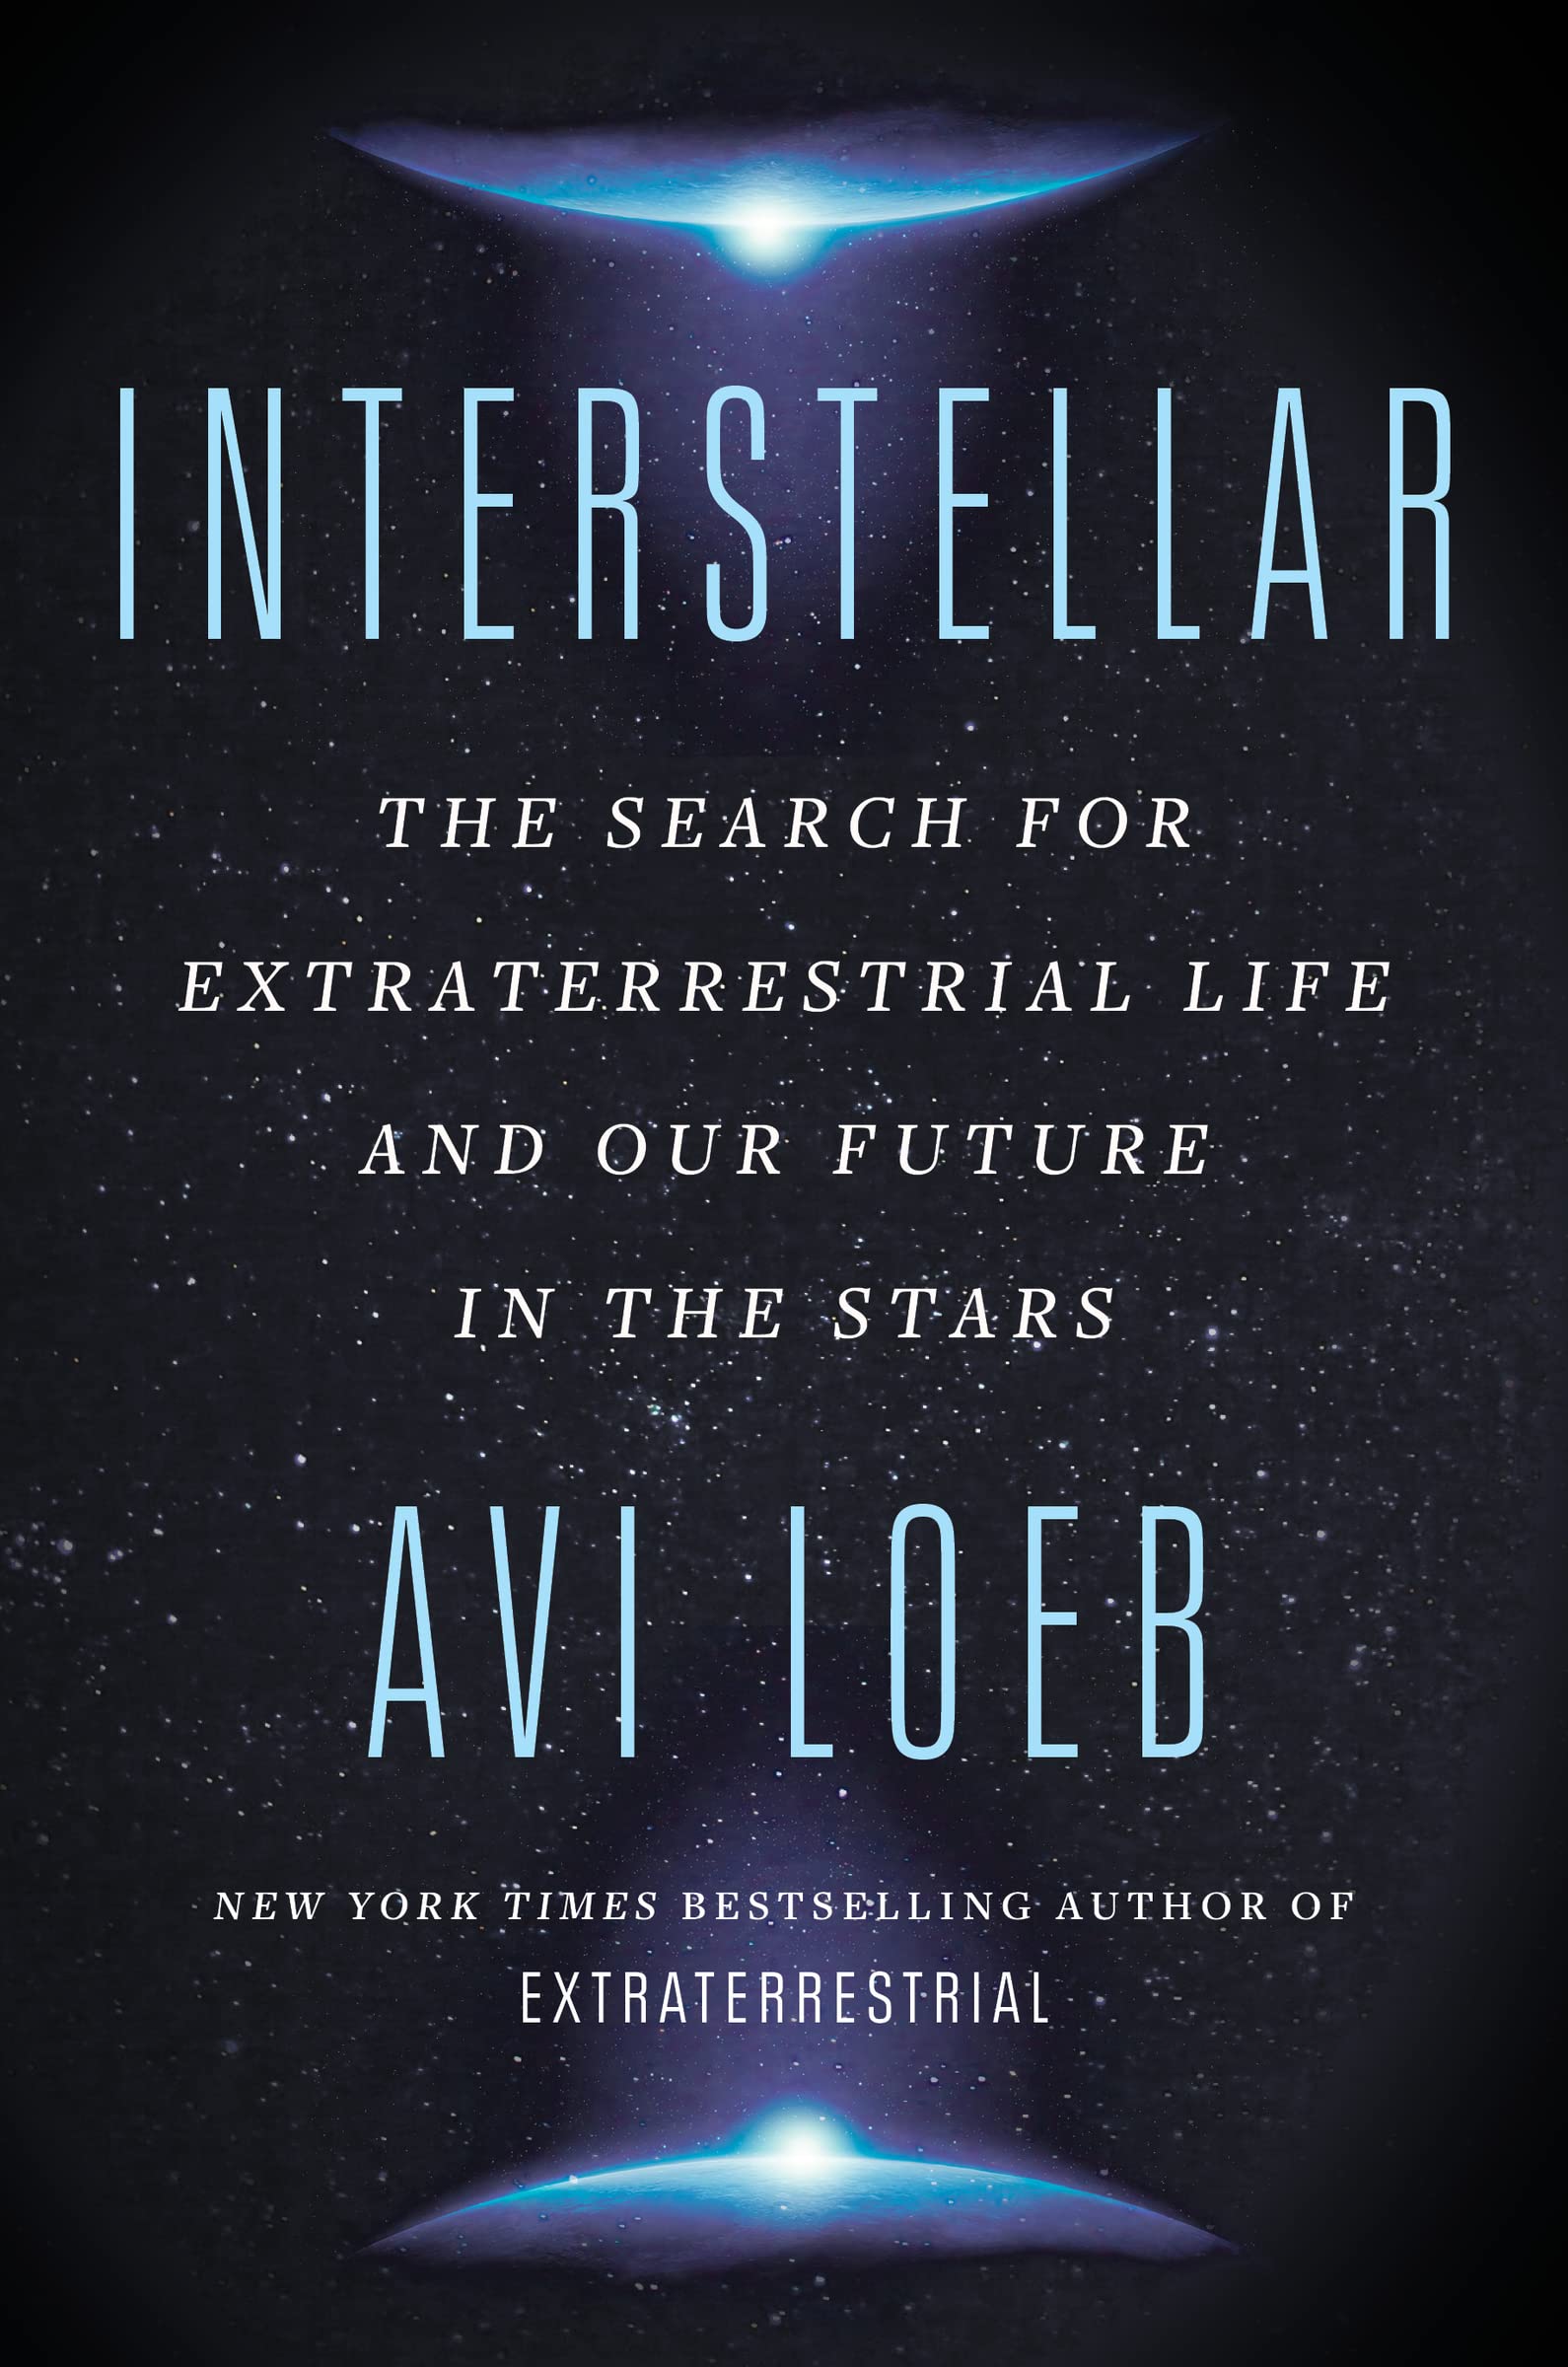 INTERSTELLAR
THE SEARCH FOR
EXTRATERRESTRIAL LIFE
AND OUR FUTURE
IN THE STARS
AVI LOEB
NEW YORK TIMES BESTSELLING AUTHOR OF
EXTRATERRESTRIAL